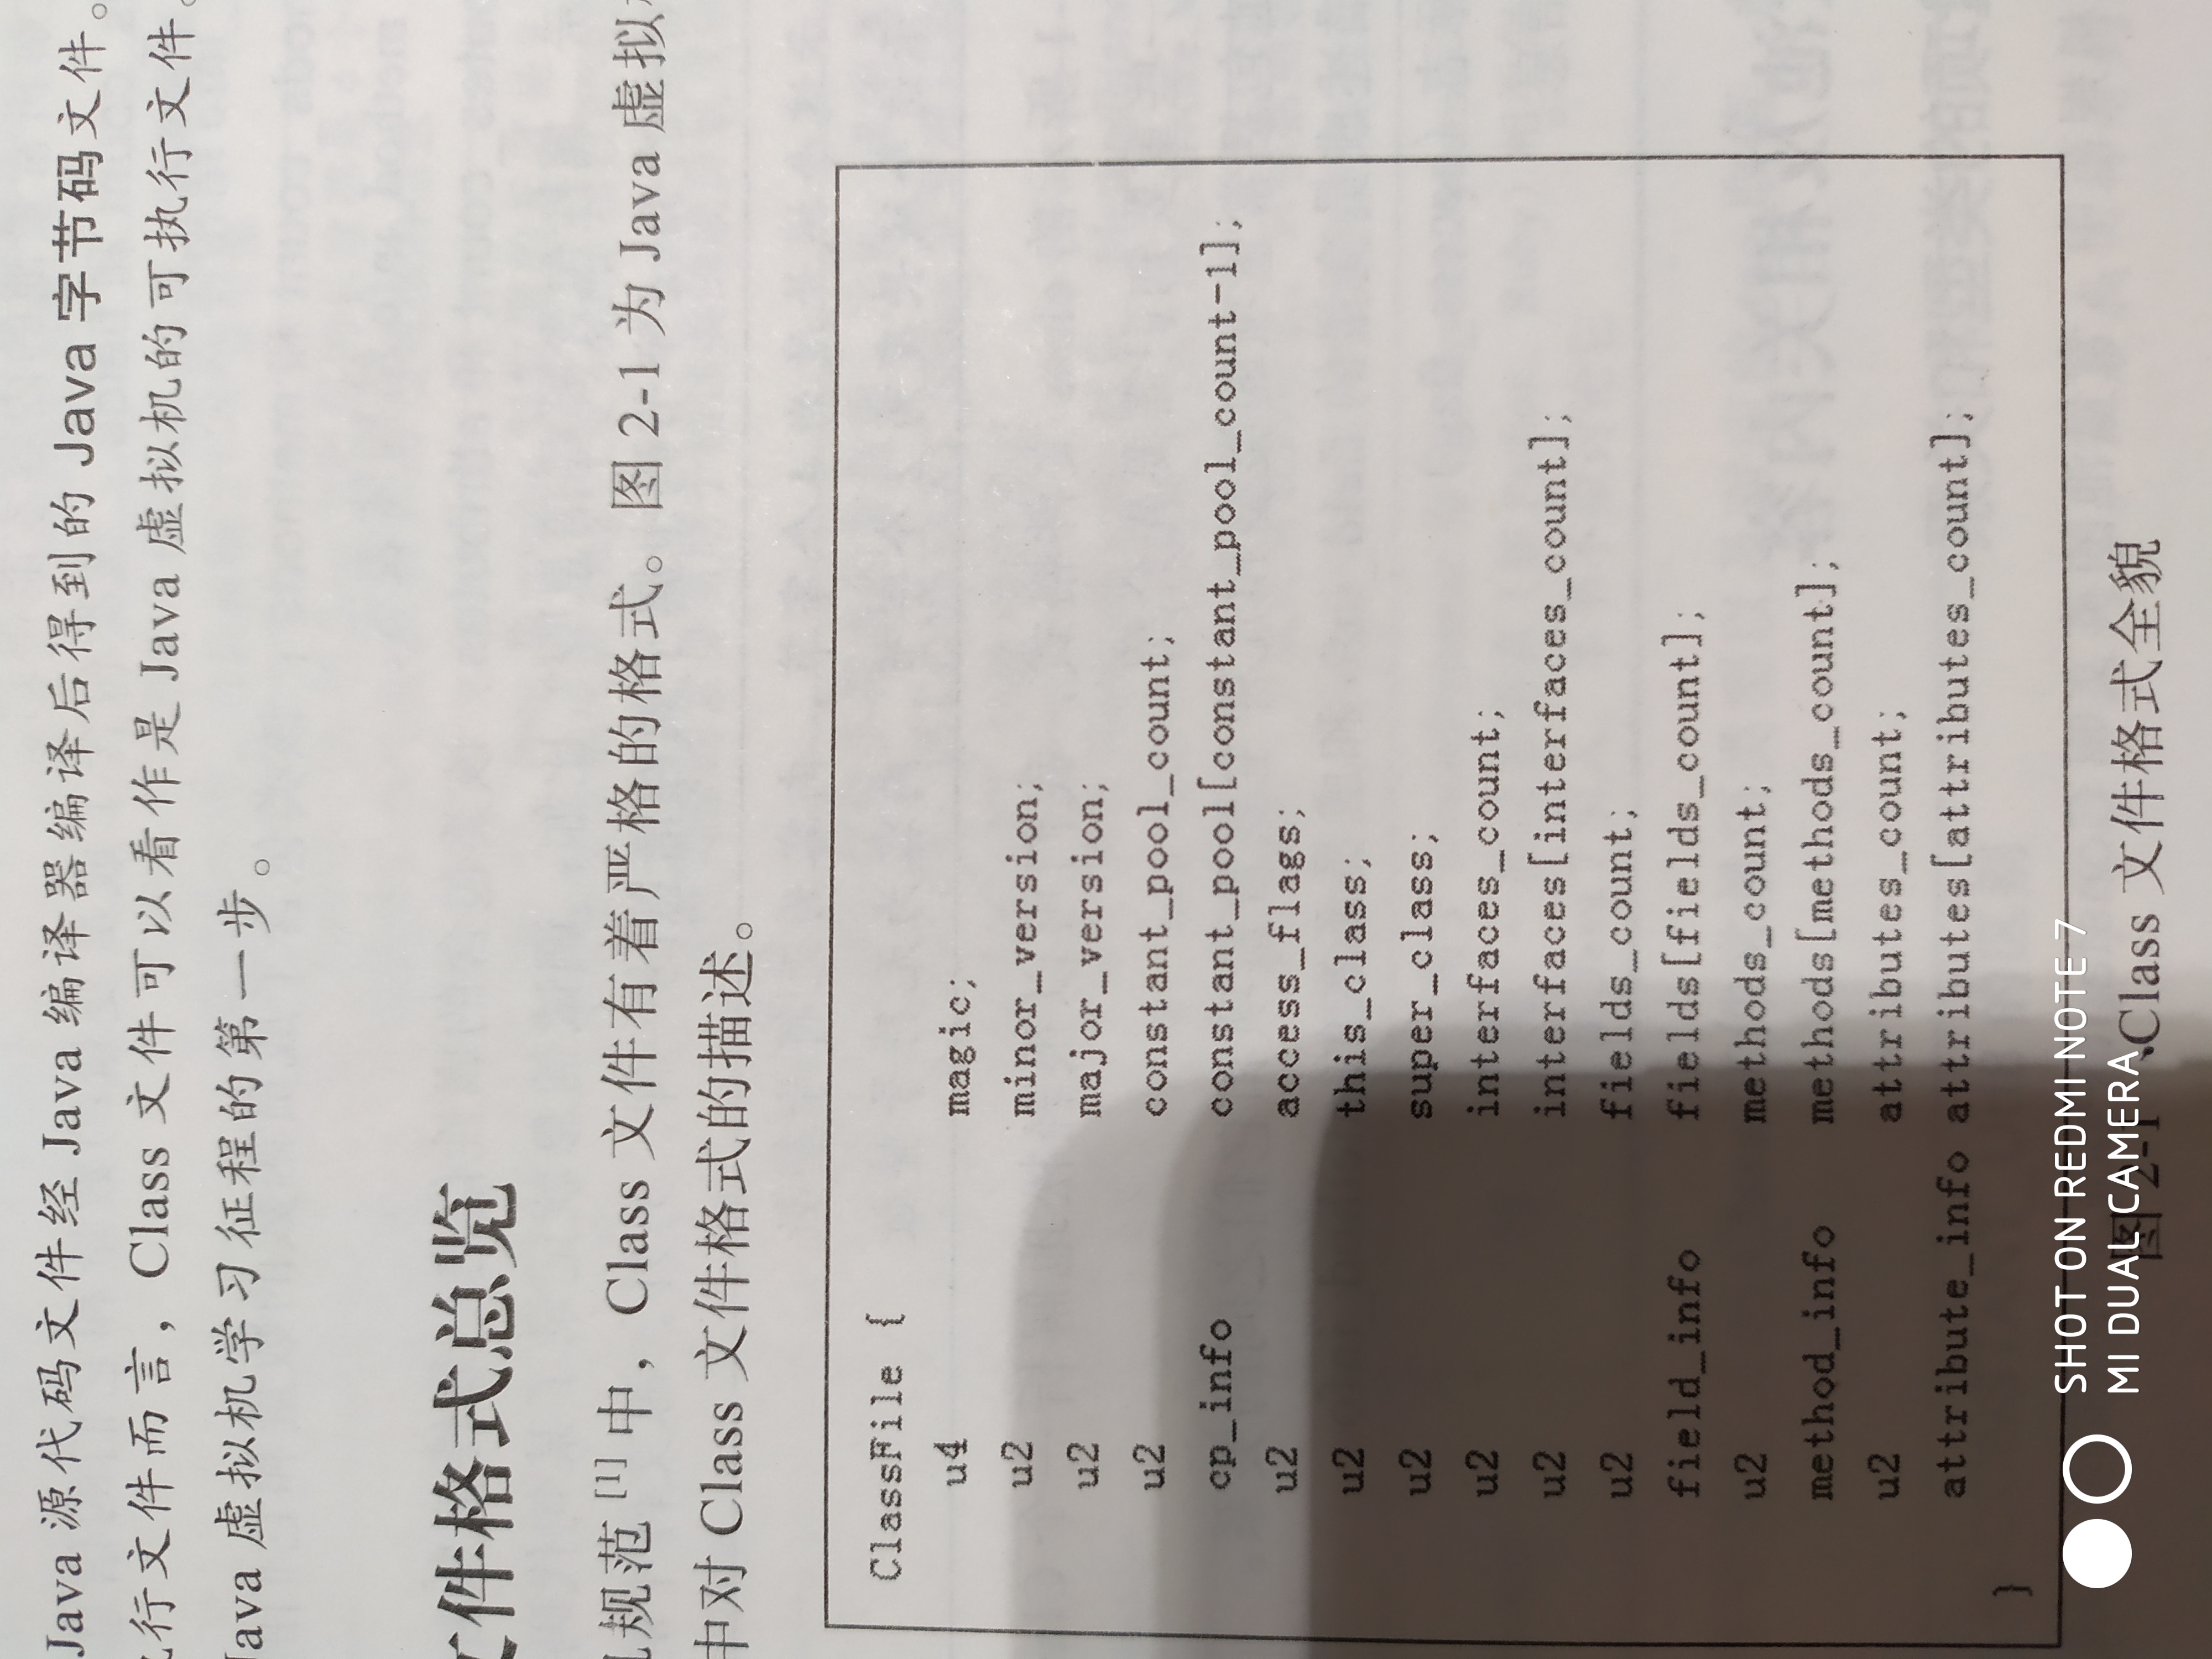 Java 源代码文件经 Java 编译器编译后得到的 Java 字节码文件。
行文件而言，Class 文件可以看作是 Java 虚拟机的可执行文件。
Java 虚拟机学习征程的第一步。
文件格式总览
规范[1]中，Class 文件有着严格的格式。图 2-1 为 Java 虚拟
中对 Class 文件格式的描述。
ClassFile {
u4 magic;
u2 minor_version;
u2 major_version;
u2 constant_pool_count;
cp_info constant_pool[constant_pool_count-1];
u2 access_flags;
u2 this_class;
u2 super_class;
u2 interfaces_count;
u2 interfaces[interfaces_count];
u2 fields_count;
field_info fields[fields_count];
u2 methods_count;
method_info methods[methods_count];
u2 attributes_count;
attribute_info attributes[attributes_count];
}
SHOT ON REDMI NOTE 7
MI DUAL CAMERA
图 2-1 Class 文件格式全貌